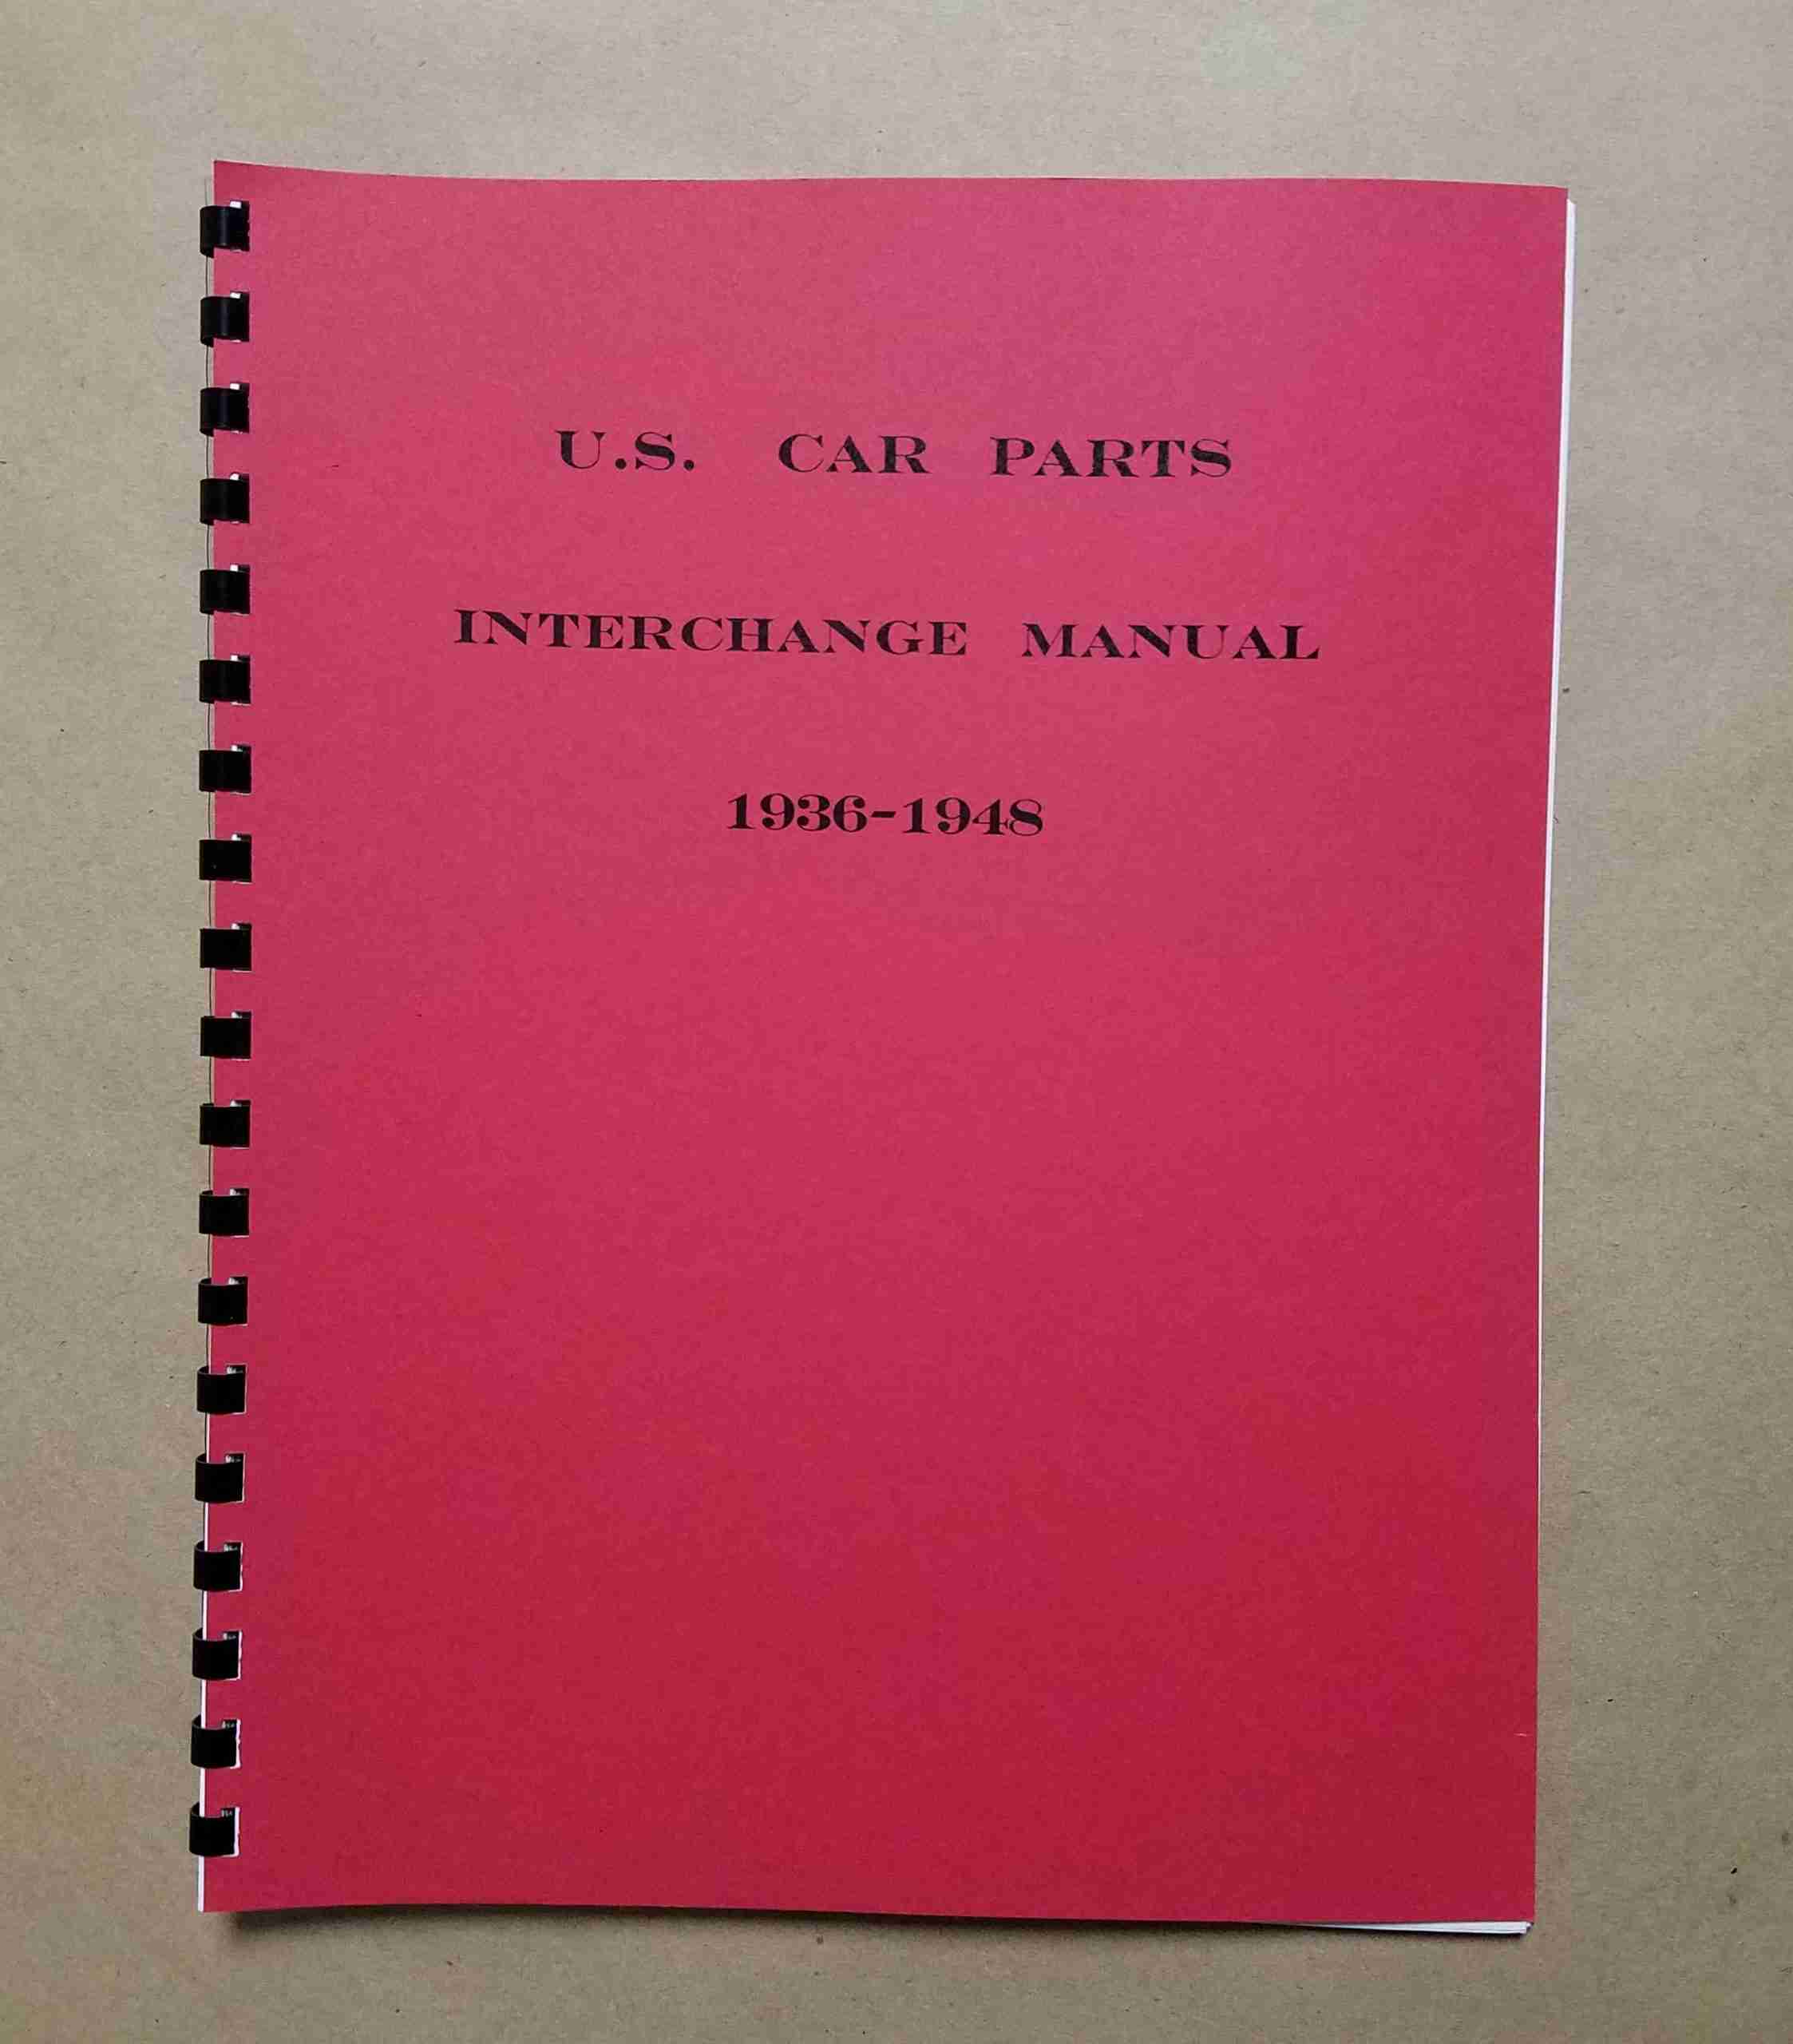 U.S. CAR PARTS
INTERCHANGE MANUAL
1936-1948